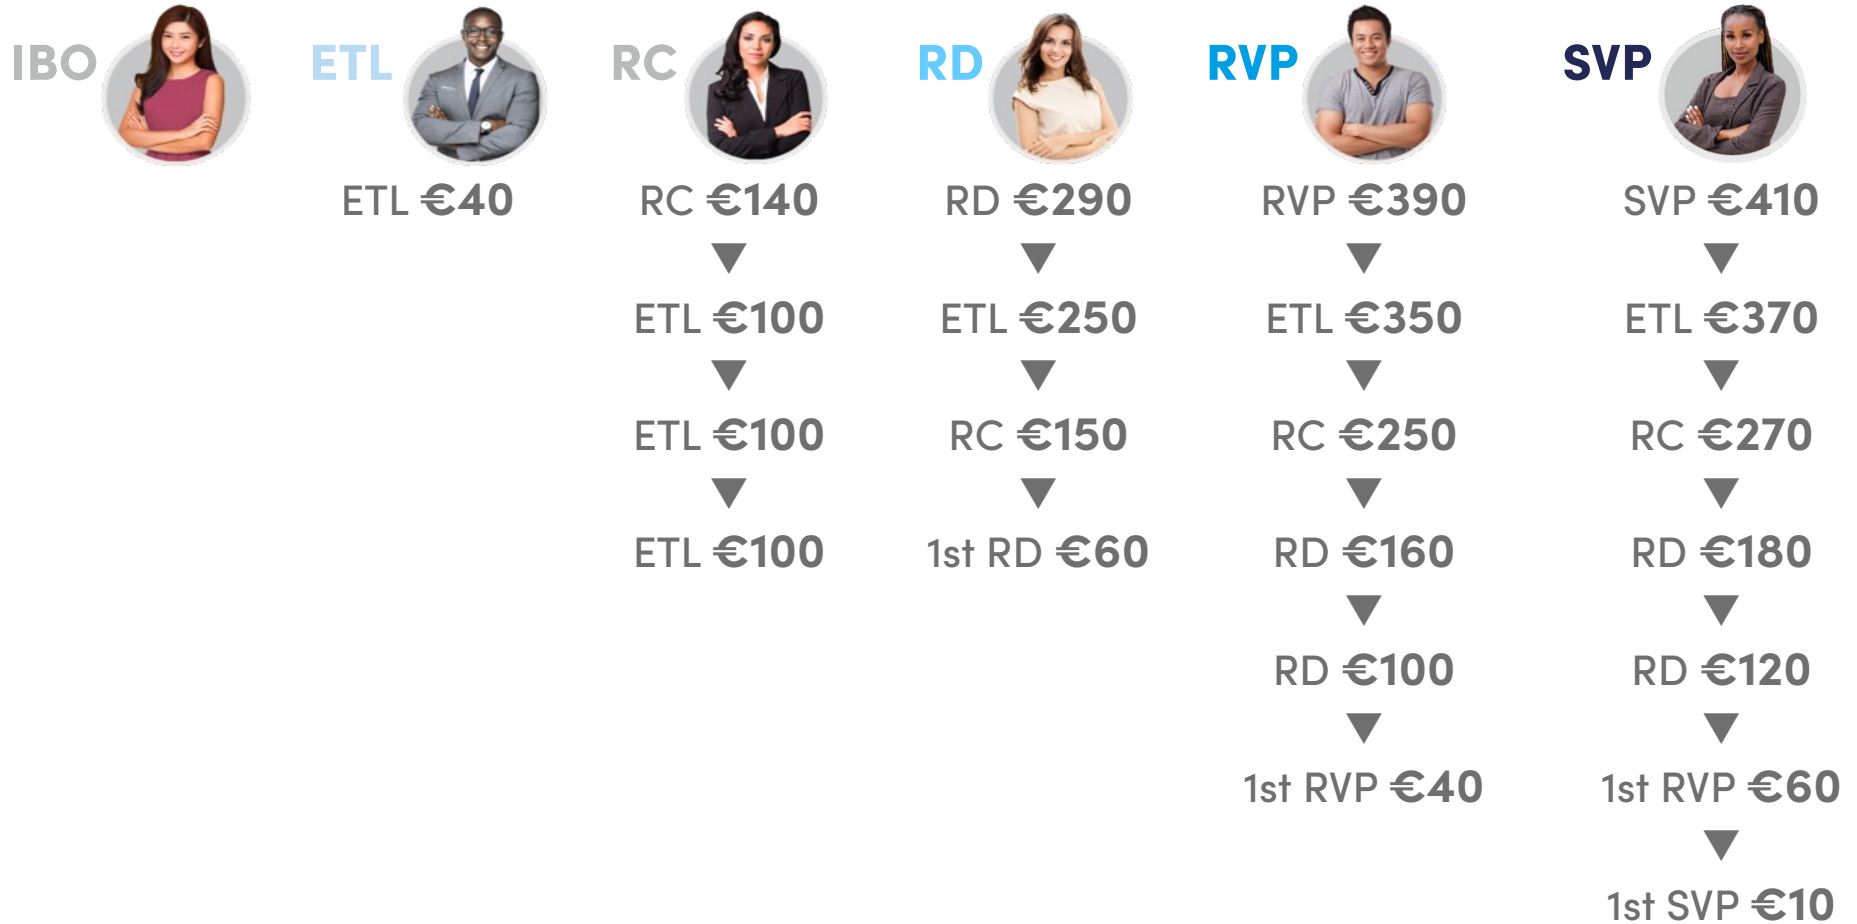 IBO ETL RC RD RVP SVP
ETL €40 RC €140 RD €290 RVP €390 SVP €410
ETL €100 ETL €250 ETL €350 ETL €370
ETL €100 RC €150 RC €250 RC €270
ETL €100 1st RD €60 RD €160 RD €180
RD €100 RD €120
1st RVP €40 1st RVP €60
1st SVP €10